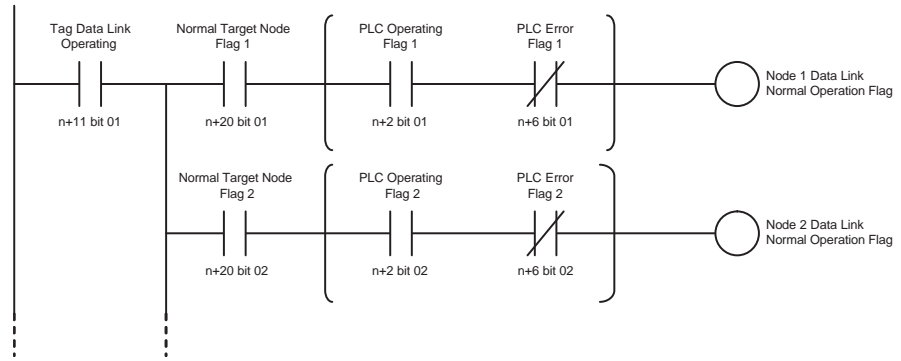 Tag Data Link
Operating
Normal Target Node
Flag 1
PLC Operating
Flag 1
PLC Error
Flag 1
Node 1 Data Link
Normal Operation Flag
n+11 bit 01
n+20 bit 01
n+2 bit 01
n+6 bit 01
Normal Target Node
Flag 2
PLC Operating
Flag 2
PLC Error
Flag 2
Node 2 Data Link
Normal Operation Flag
n+20 bit 02
n+2 bit 02
n+6 bit 02